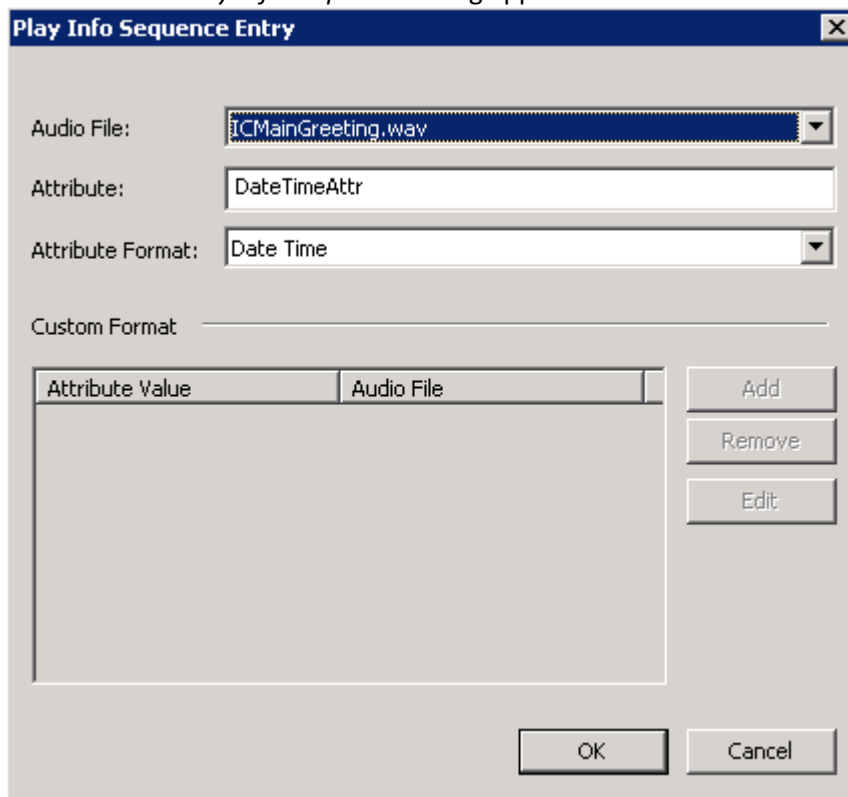 Play Info Sequence Entry
Audio File:
ICMainGreeting.wav
Attribute:
DateTimeAttr
Attribute Format:
Date Time
Custom Format
Attribute Value
Audio File
Add
Remove
Edit
OK
Cancel